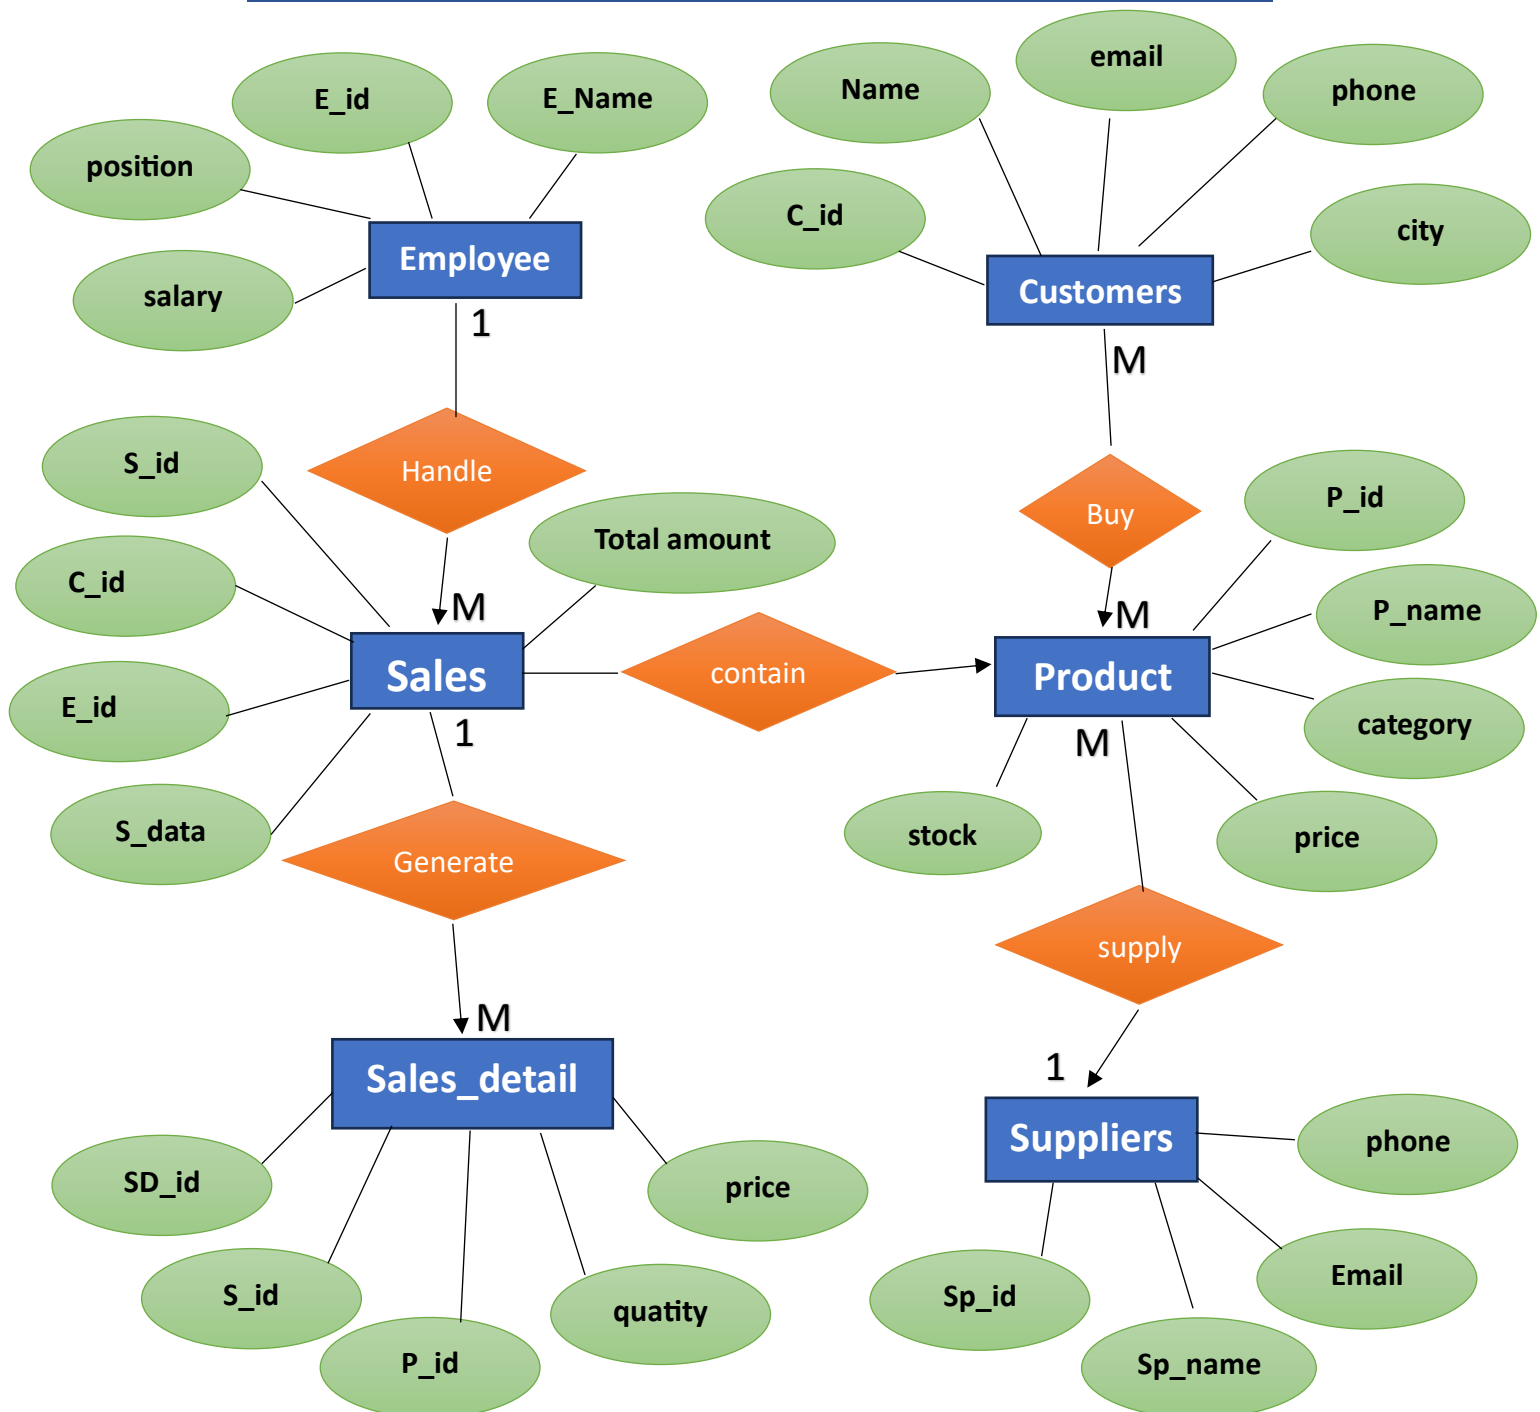 email
E_id
E_Name
Name
phone
position
C_id
city
Employee
Customers
salary
1
M
S_id
Handle
P_id
Buy
Total amount
C_id
M
M
P_name
Sales
contain
Product
E_id
category
1
M
S_data
stock
price
Generate
supply
M
1
Sales_detail
Suppliers
phone
SD_id
price
S_id
quatity
Sp_id
Email
P_id
Sp_name